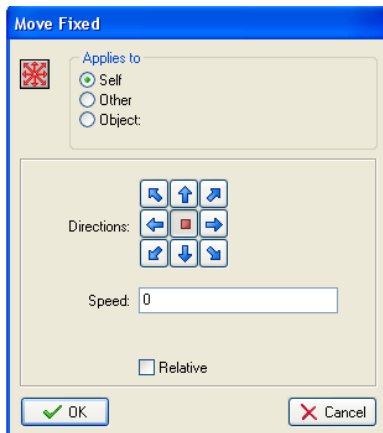 Move Fixed
Applies to
Self
Other
Object:
Directions:
Speed: 0
Relative
OK
Cancel